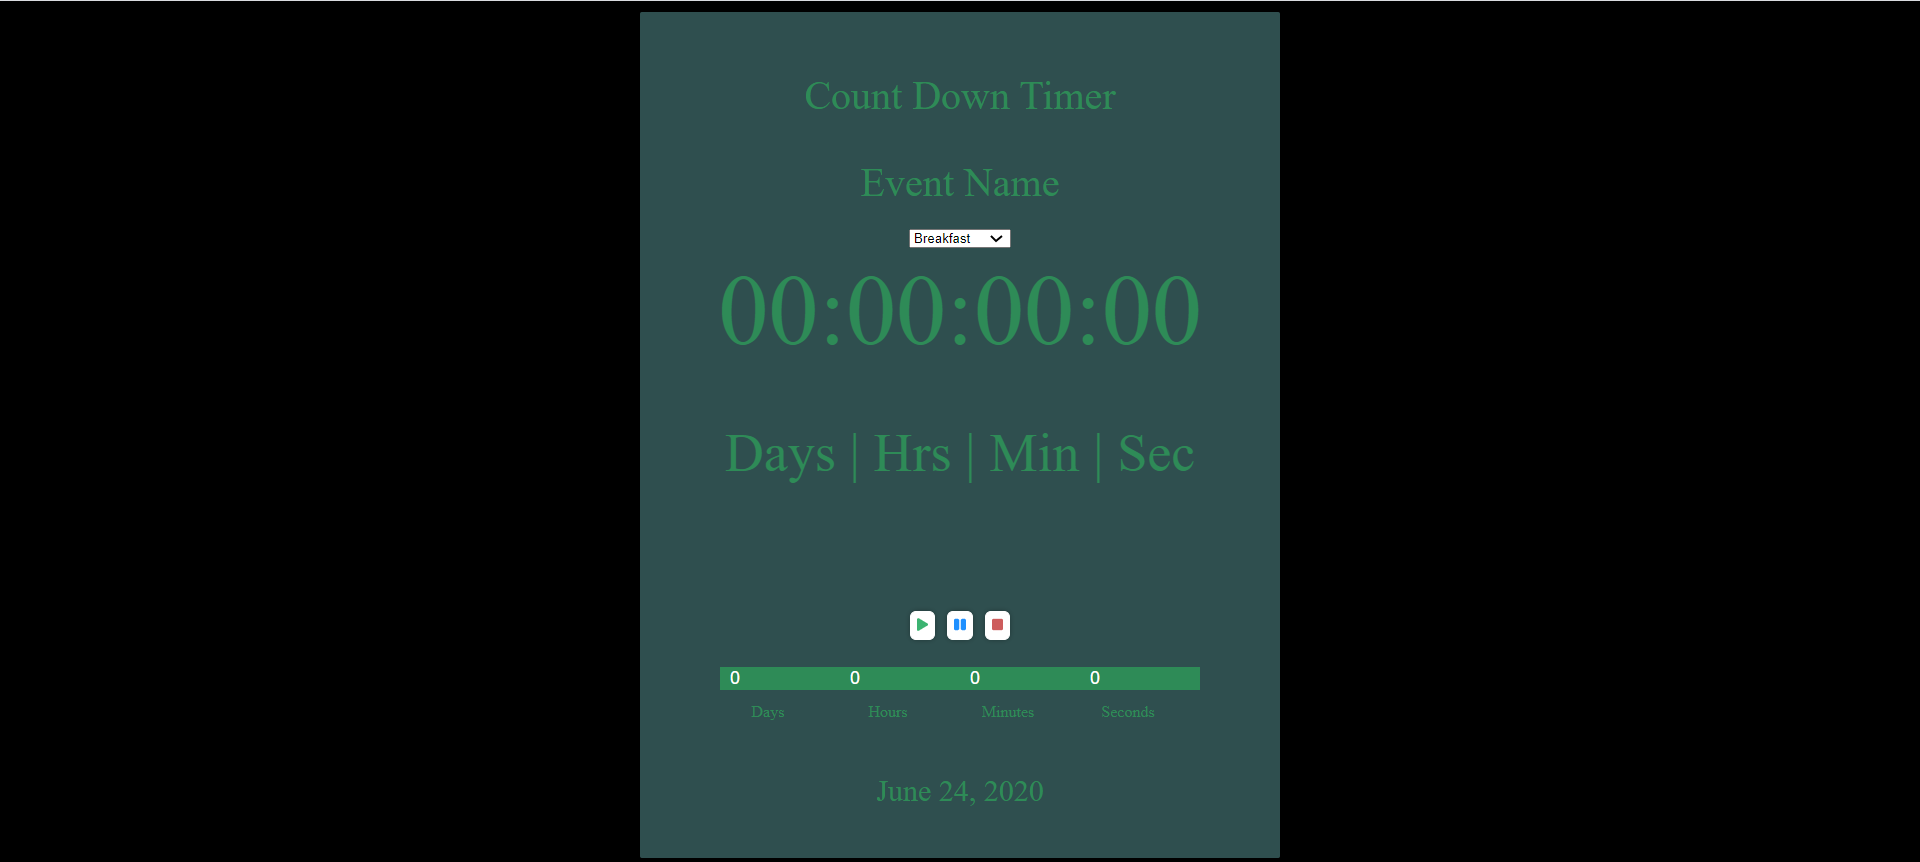 Count Down Timer
Event Name
Breakfast
00:00:00:00
Days | Hrs | Min | Sec
0 0 0 0
Days Hours Minutes Seconds
June 24, 2020